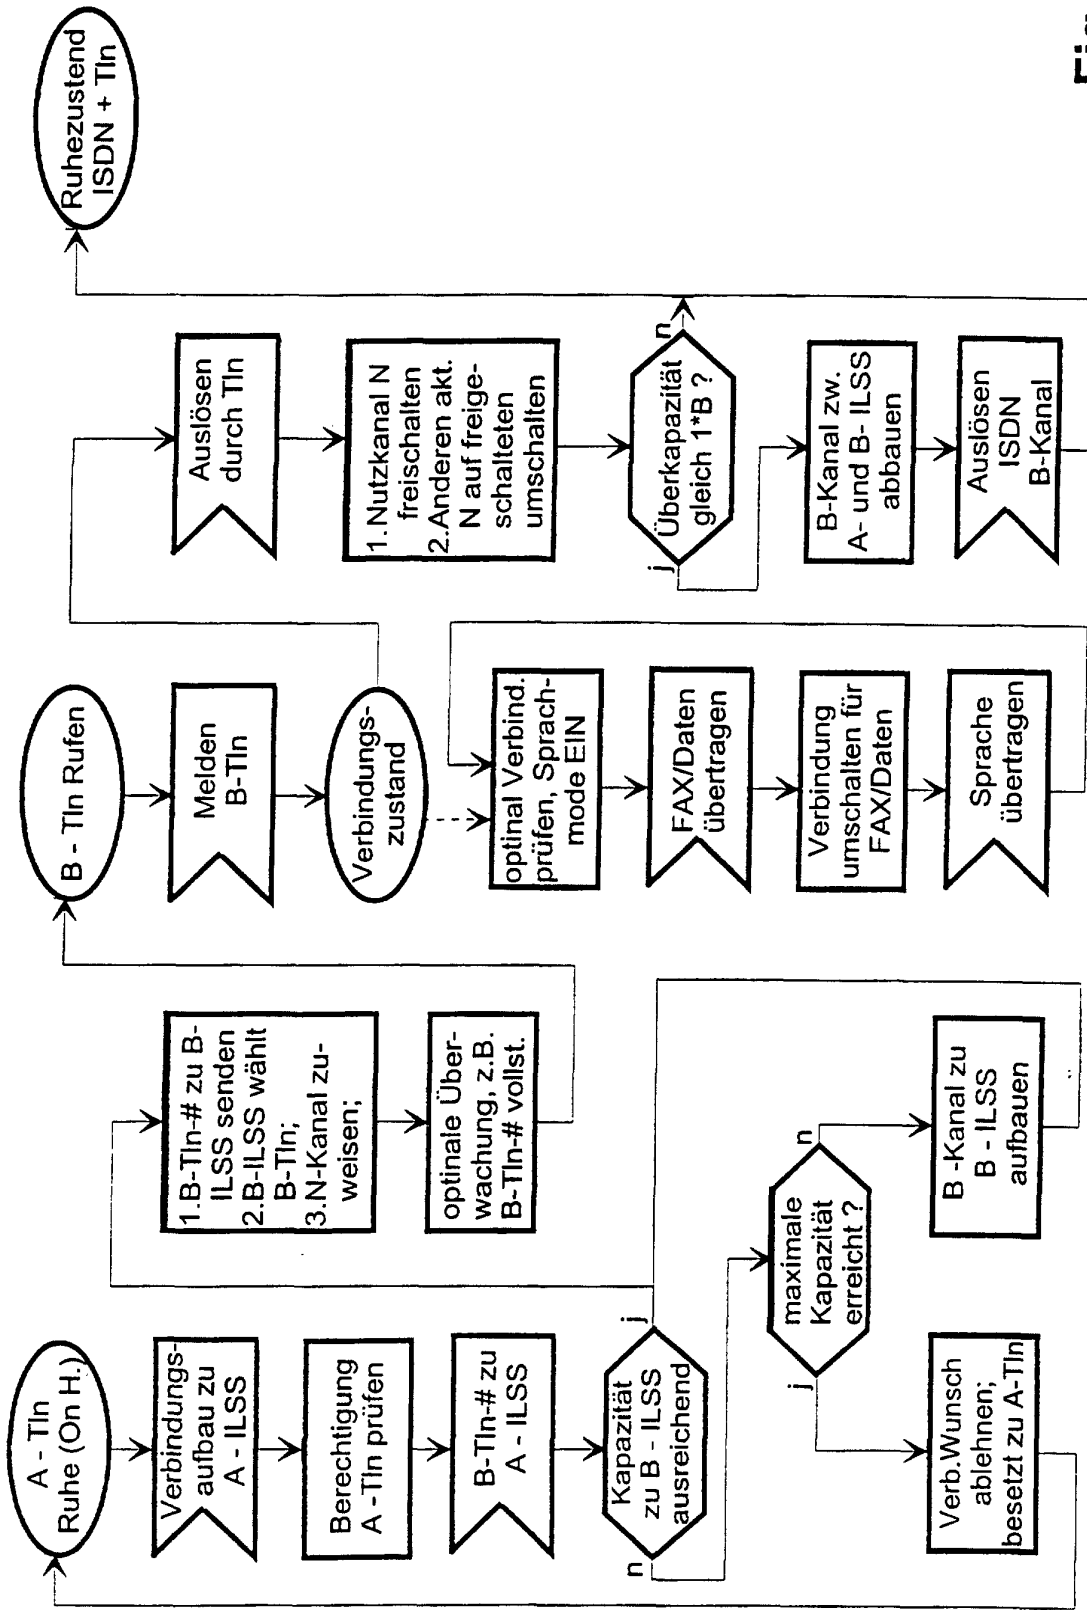 A - Tln
Ruhe (On H.)
Verbindungs-
aufbau zu
A - ILSS
Berechtigung
A -Tln prüfen
B-Tln-# zu
A - ILSS
Kapazität
zu B - ILSS
ausreichend
n
j
maximale
Kapazität
erreicht ?
j
n
Verb.Wunsch
ablehnen;
besetzt zu A-Tln
B -Kanal zu
B - ILSS
aufbauen
1.B-Tln-# zu B-
ILSS senden
2.B-ILSS wählt
B-Tln;
3.N-Kanal zu-
weisen;
optinale Über-
wachung, z.B.
B-Tln-# vollst.
B - Tln Rufen
Melden
B-Tln
Verbindungs-
zustand
optinal Verbind.
prüfen, Sprach-
mode EIN
FAX/Daten
übertragen
Verbindung
umschalten für
FAX/Daten
Sprache
übertragen
Auslösen
durch Tln
1.Nutzkanal N
freischalten
2.Anderen akt.
N auf freige-
schalteten
umschalten
Überkapazität
gleich 1*B ?
j
n
B-Kanal zw.
A- und B- ILSS
abbauen
Auslösen
ISDN
B-Kanal
Ruhezustend
ISDN + Tln